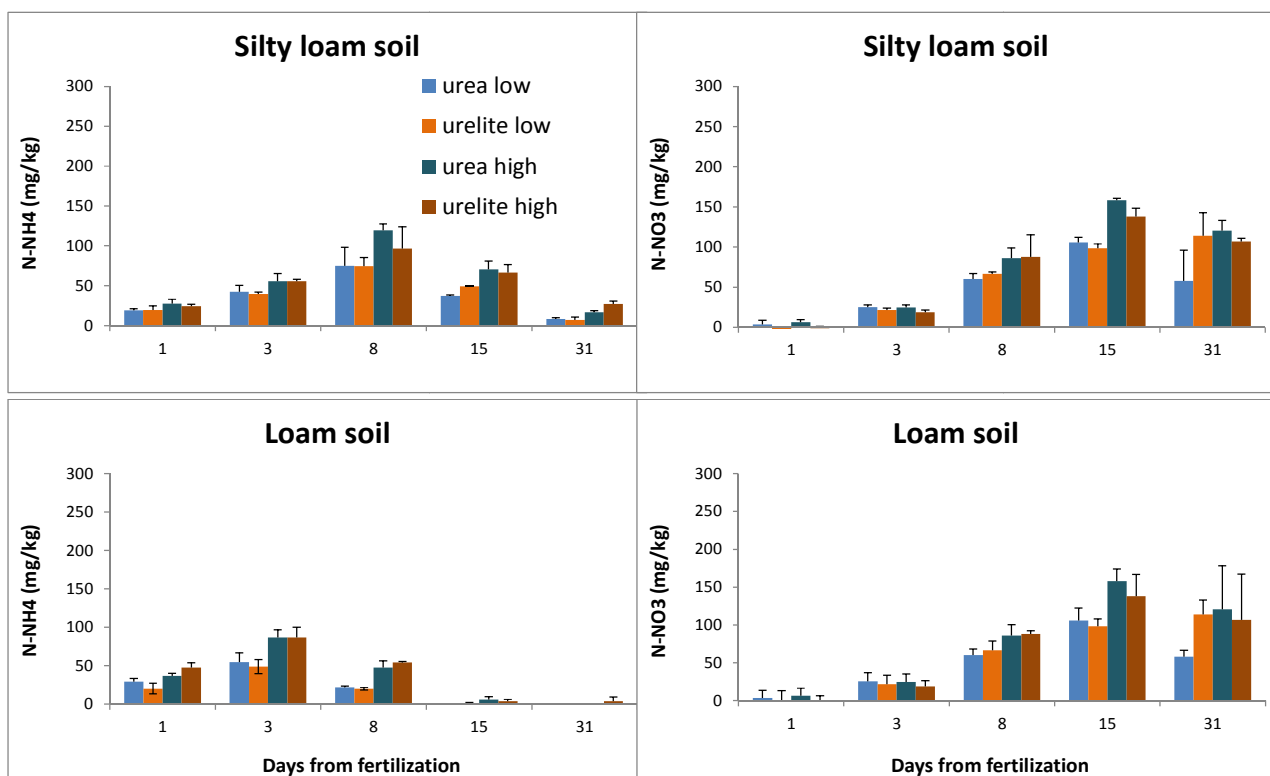 Silty loam soil
300
250
200
150
100
50
0
N-NH4 (mg/kg)
urea low
urelite low
urea high
urelite high
1 3 8 15 31
Silty loam soil
300
250
200
150
100
50
0
N-NO3 (mg/kg)
1 3 8 15 31
Loam soil
300
250
200
150
100
50
0
N-NH4 (mg/kg)
1 3 8 15 31
Days from fertilization
Loam soil
300
250
200
150
100
50
0
N-NO3 (mg/kg)
1 3 8 15 31
Days from fertilization